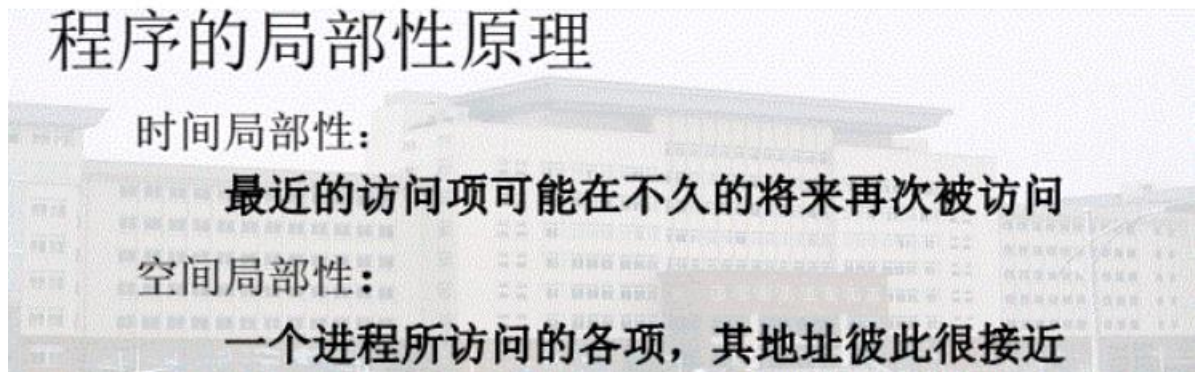 程序的局部性原理
时间局部性：
最近的访问项可能在不久的将来再次被访问
空间局部性：
一个进程所访问的各项，其地址彼此很接近